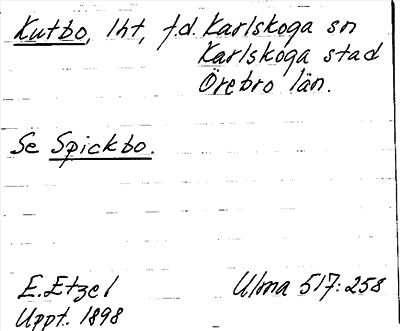 Kutbo, lht, f.d. Karlskoga sn
Karlskoga stad
Örebro län.
Se Spickbo.
E. Etzel
Uppt. 1898
Ulma 517:258